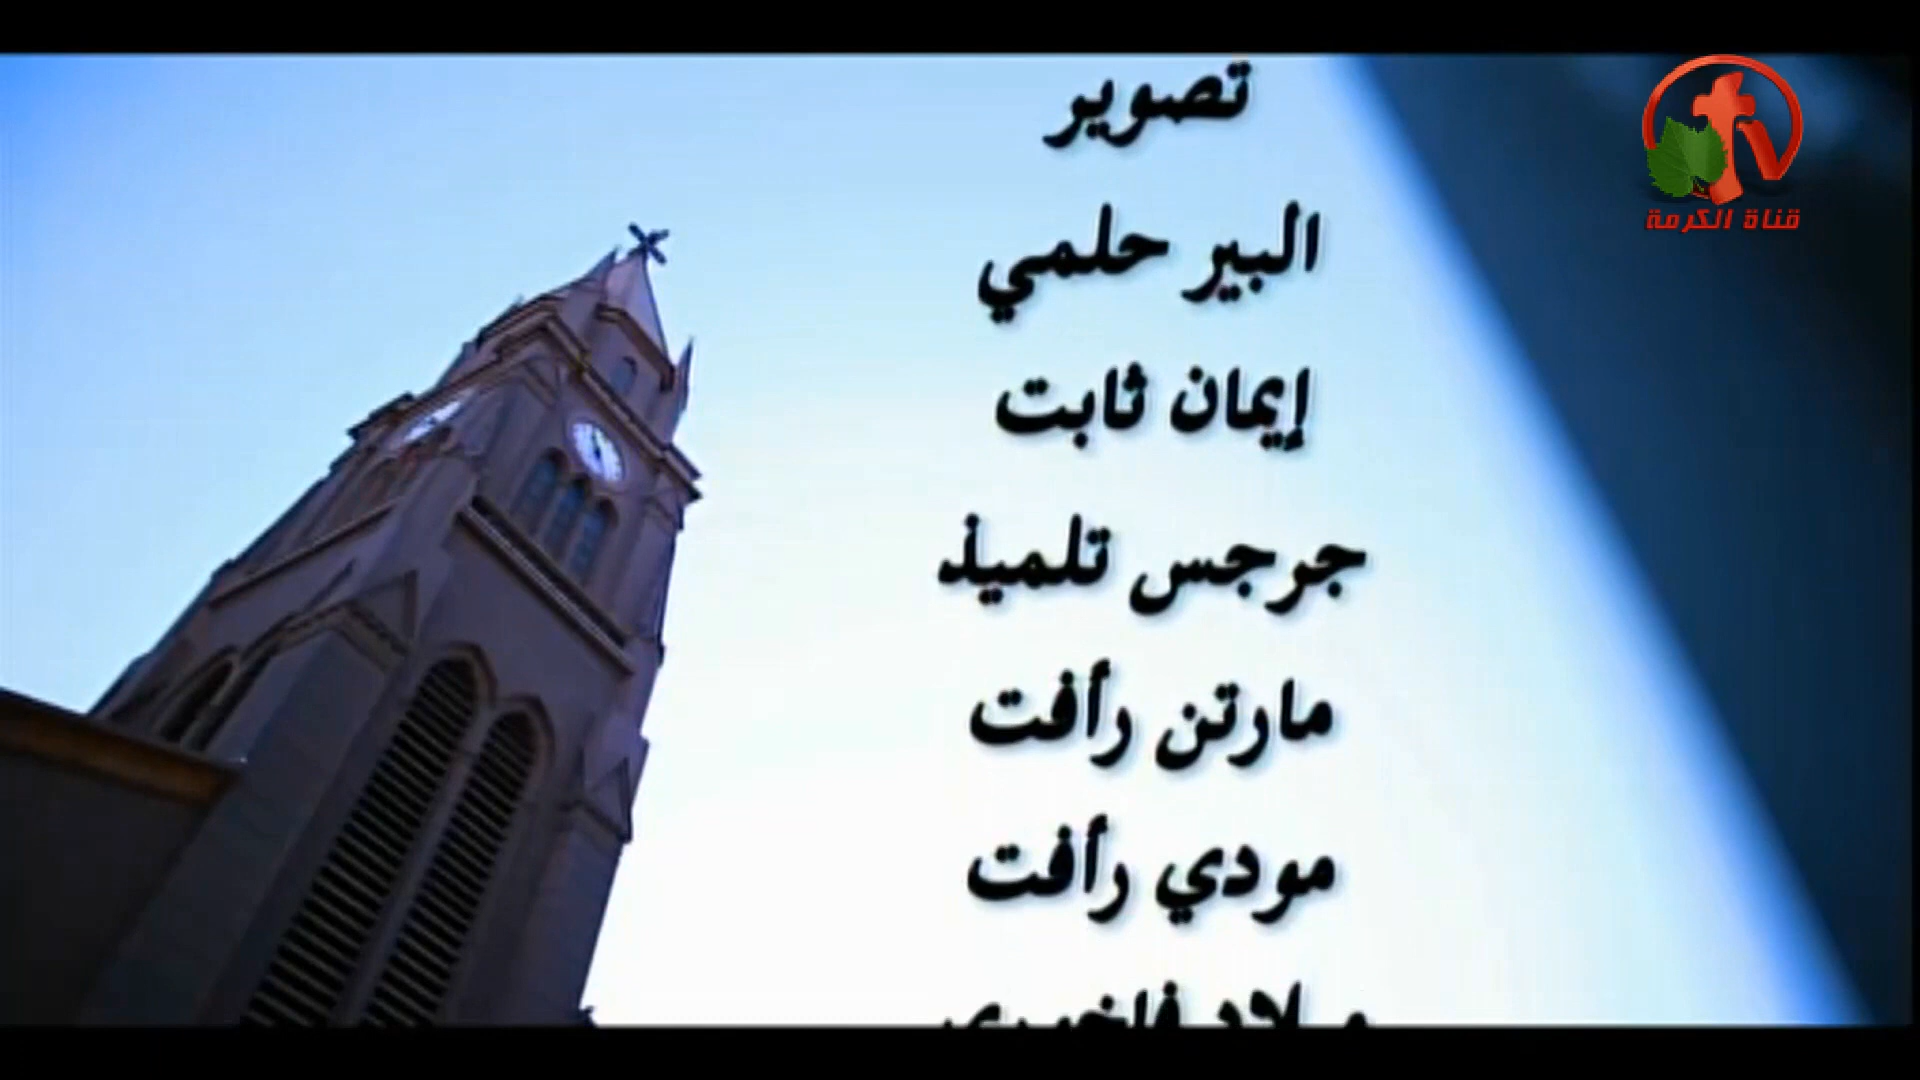 تصوير
قناة الكرمة
البير حلمي
إيمان ثابت
جرجس تلميذ
مارتن رأفت
مودي رأفت